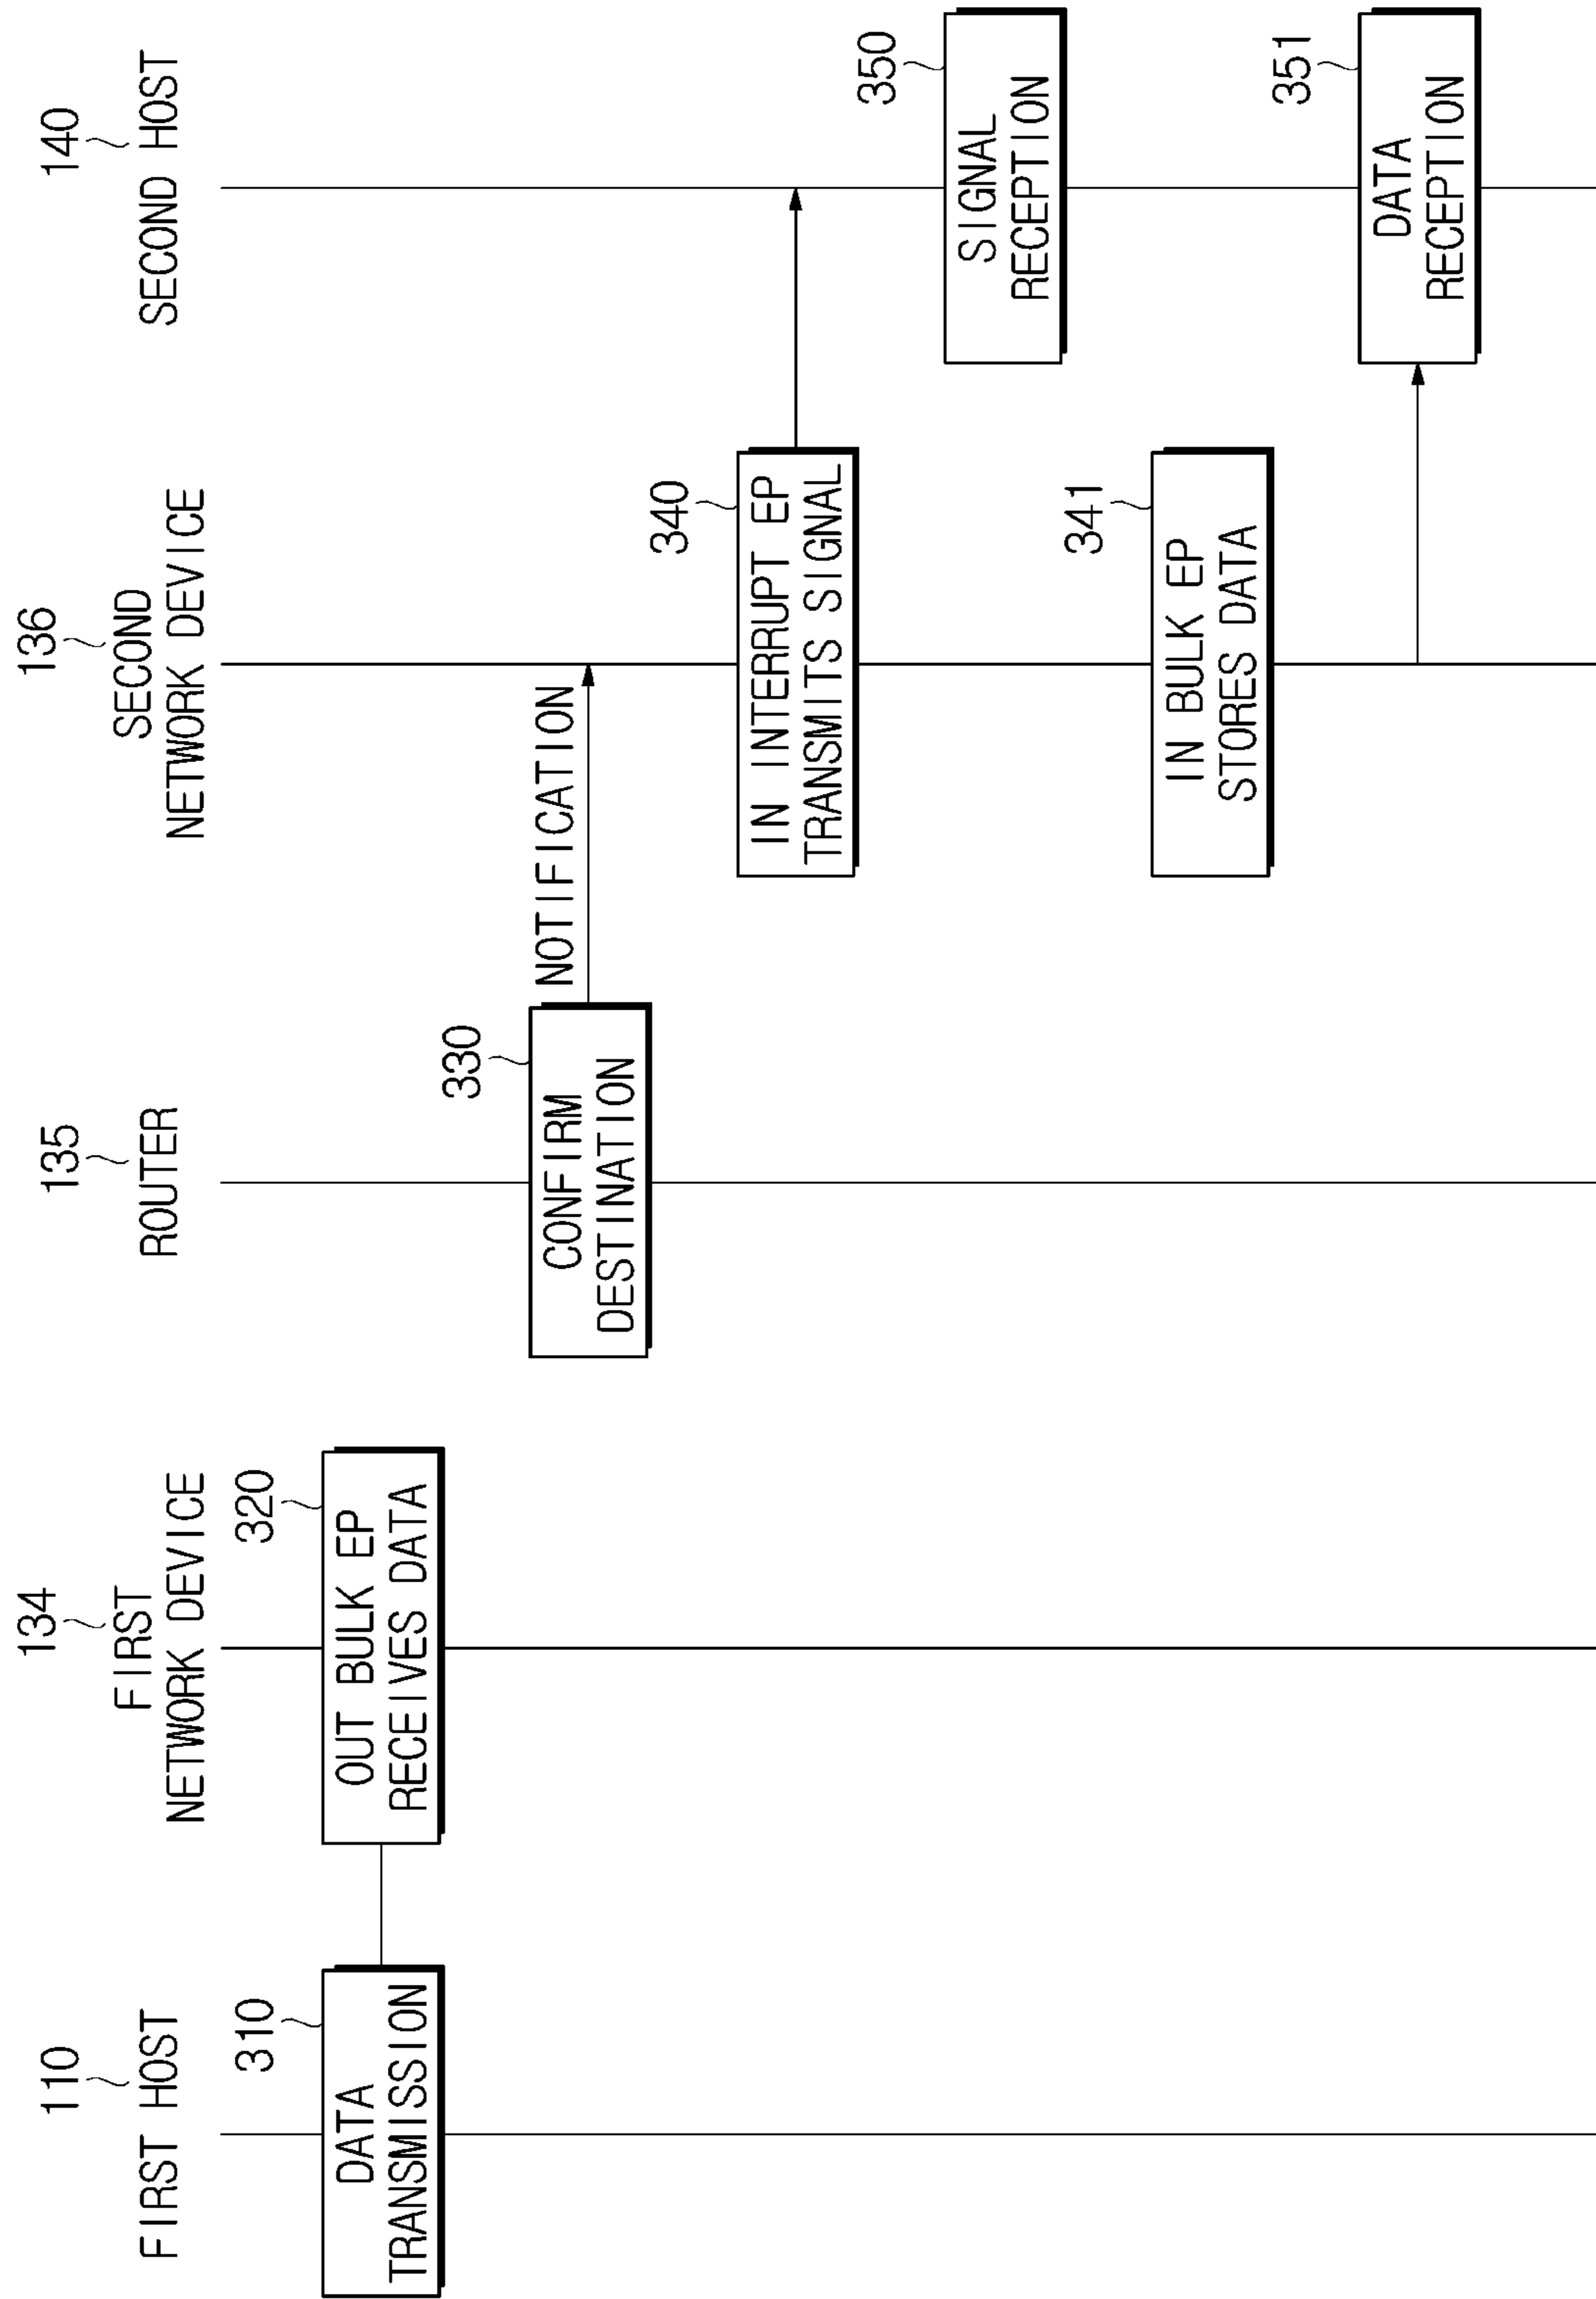 110
FIRST HOST
134
FIRST
NETWORK DEVICE
135
ROUTER
136
SECOND
NETWORK DEVICE
140
SECOND HOST
310
DATA
TRANSMISSION
320
OUT BULK EP
RECEIVES DATA
330
CONFIRM
DESTINATION
NOTIFICATION
340
IN INTERRUPT EP
TRANSMITS SIGNAL
350
SIGNAL
RECEPTION
341
IN BULK EP
STORES DATA
351
DATA
RECEPTION